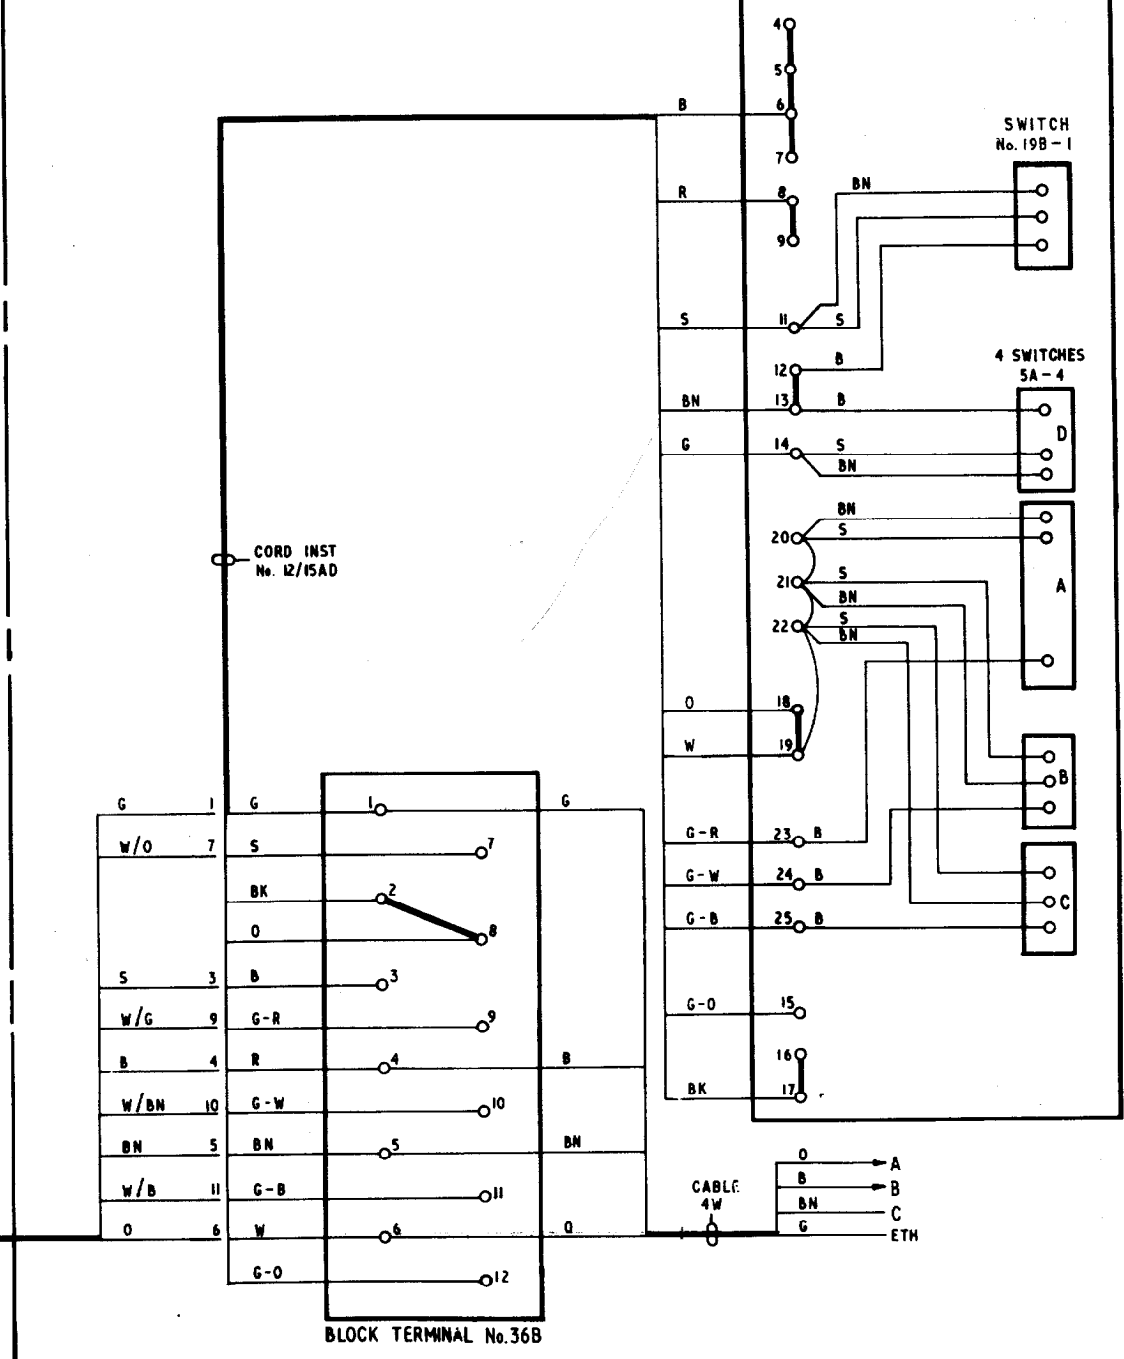 4
5
B 6
7
SWITCH
No. 19B-1
R 8
BN
9
S 11 S
4 SWITCHES
5A-4
12 B
BN 13 B
D
G 14 S
BN
BN
20 S
CORD INST
No. 12/15AD
21 S
A
BN
22 S
BN
O 18
W 19
B
G 1 G 1 G
G-R 23 B
W/O 7 S 7
G-W 24 B
BK 2
C
G-B 25 B
O 8
S 3 B 3
G-O 15
W/G 9 G-R 9
B 4 R 4 B
16
BK 17
W/BN 10 G-W 10
BN 5 BN 5 BN
O A
W/B 11 G-B 11
CABLE
4W
B B
BN C
O 6 W 6 O
G ETH
G-O 12
BLOCK TERMINAL No.36B